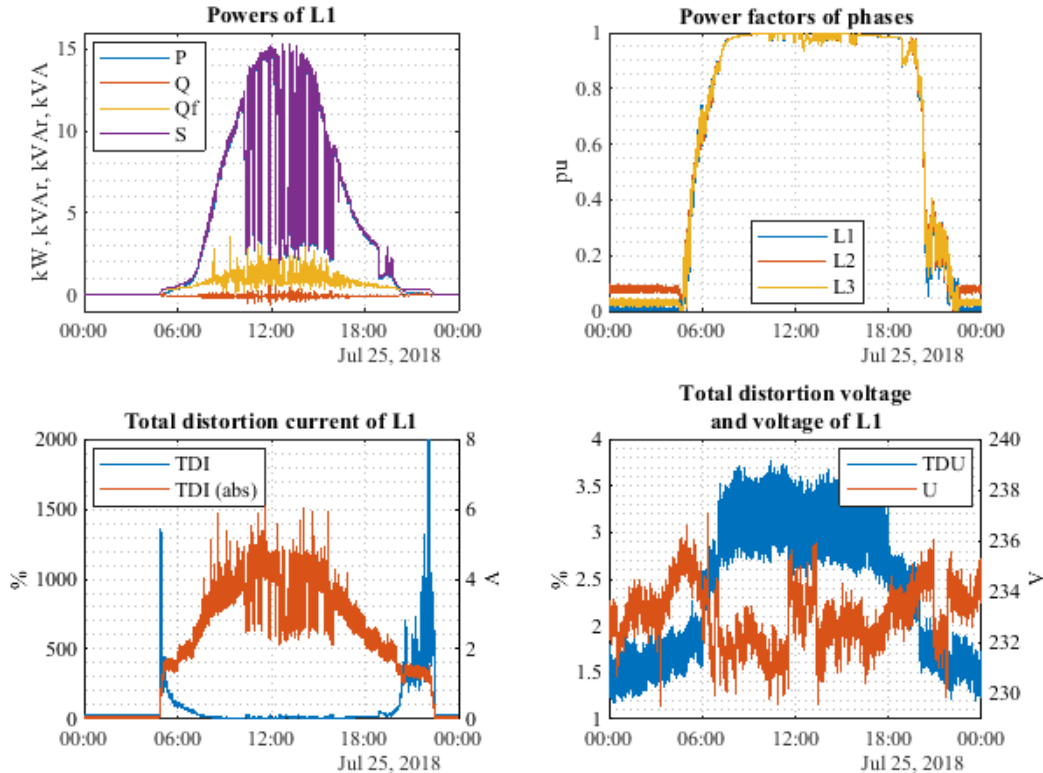 Powers of L1
kW, kVAr, kVAr, kVA
15
10
5
0
P
Q
Qf
S
00:00 06:00 12:00 18:00 00:00
Jul 25, 2018
Power factors of phases
pu
1
0.8
0.6
0.4
0.2
0
L1
L2
L3
00:00 06:00 12:00 18:00 00:00
Jul 25, 2018
Total distortion current of L1
%
2000
1500
1000
500
0
TDI
TDI (abs)
8
6
4
2
0
A
00:00 06:00 12:00 18:00 00:00
Jul 25, 2018
Total distortion voltage
and voltage of L1
%
4
3.5
3
2.5
2
1.5
1
TDU
U
240
238
236
234
232
230
V
00:00 06:00 12:00 18:00 00:00
Jul 25, 2018